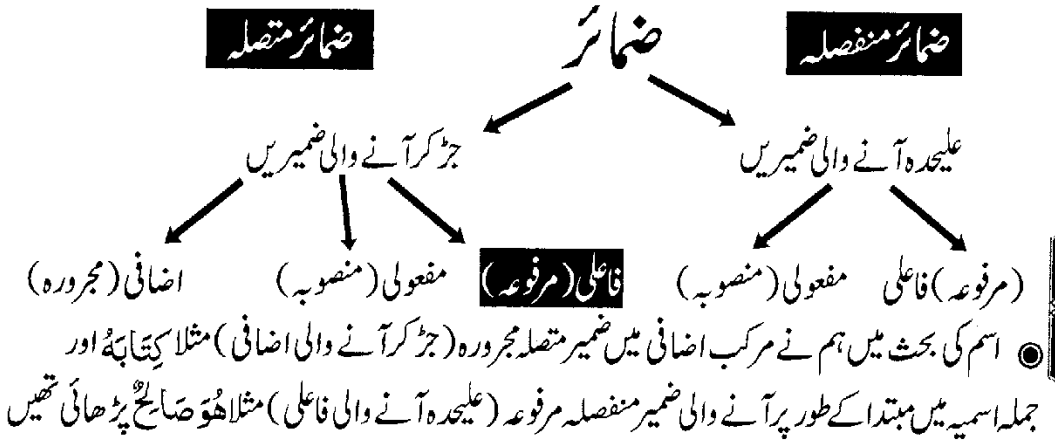 ضمائر منفصلہ ضمائر ضمائر متصلہ
علیحدہ آنے والی ضمیریں جڑ کر آنے والی ضمیریں
(مرفوعہ) فاعلی مفعولی (منصوبہ) فاعلی (مرفوعہ) مفعولی (منصوبہ) اضافی (مجرورہ)
◉ اسم کی بحث میں ہم نے مرکب اضافی میں ضمیر متصلہ مجرورہ (جڑ کر آنے والی اضافی) مثلا کِتَابَہُ اور
جملہ اسمیہ میں مبتدا کے طور پر آنے والی ضمیر منفصلہ مرفوعہ (علیحدہ آنے والی فاعلی) مثلا ھُوَ صَالِحٌ پڑھائی تھیں